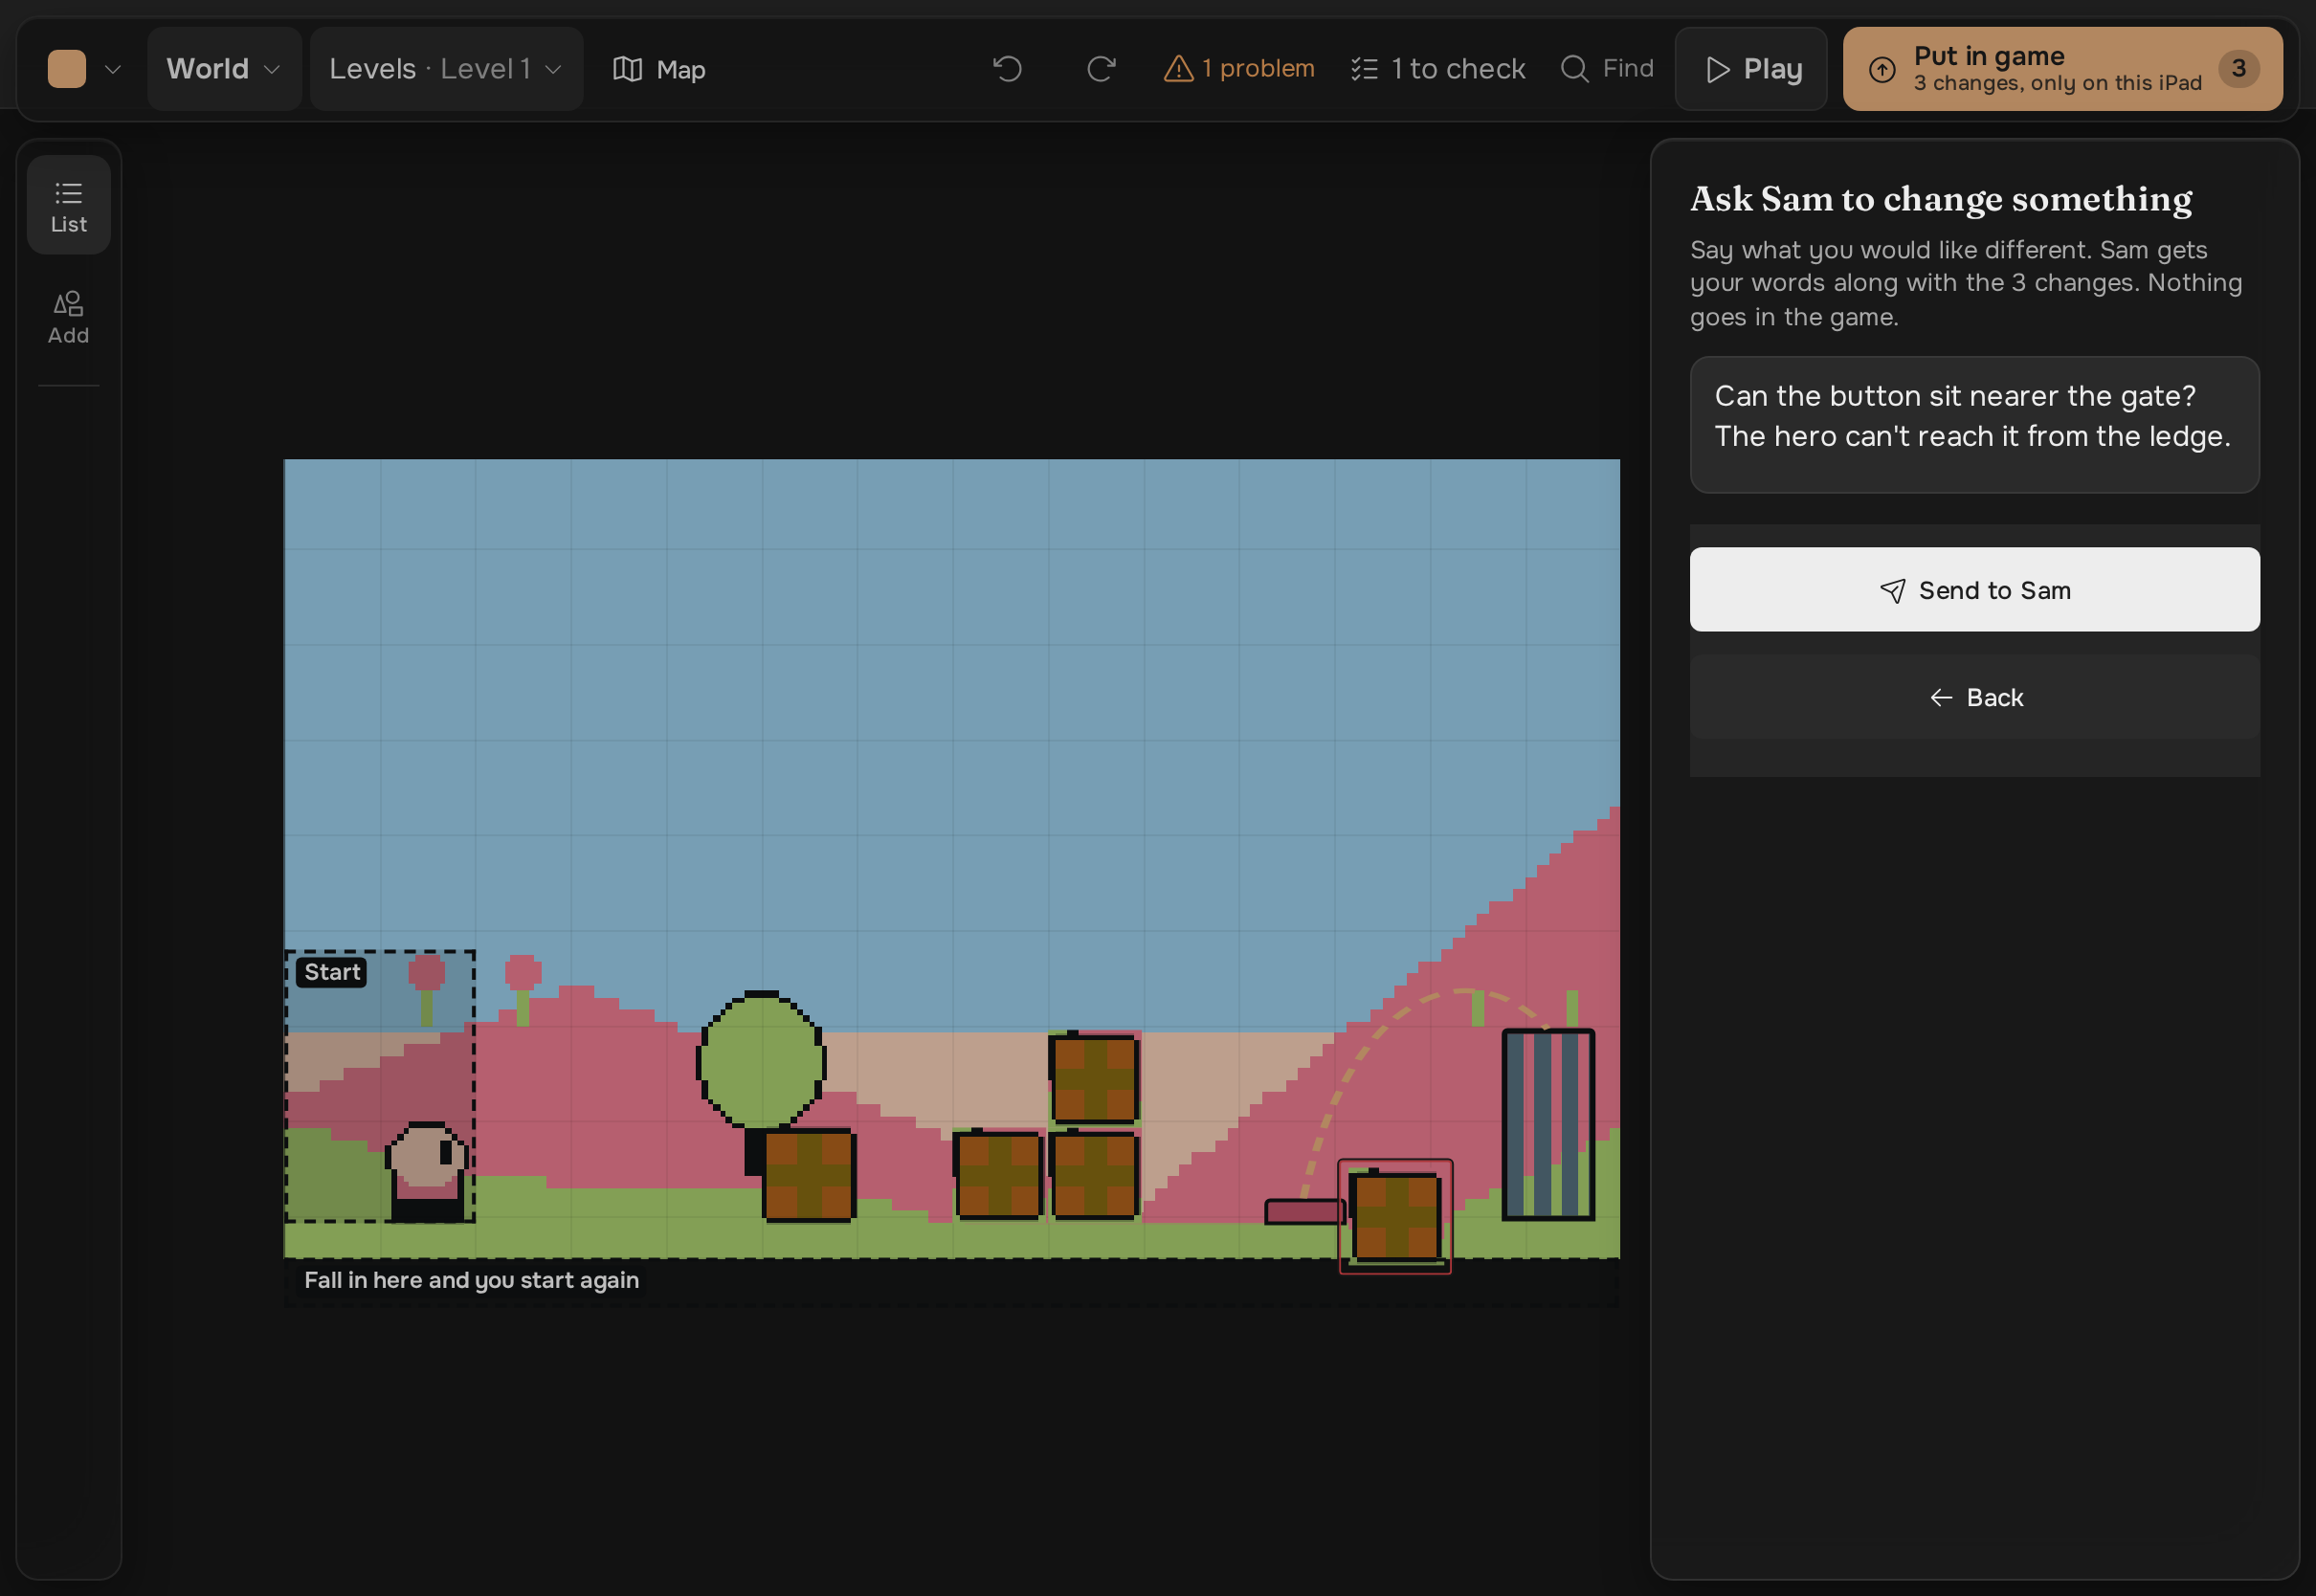 World
Levels · Level 1
Map
1 problem
1 to check
Find
Play
Put in game
3 changes, only on this iPad
3
List
Add
Ask Sam to change something
Say what you would like different. Sam gets
your words along with the 3 changes. Nothing
goes in the game.
Can the button sit nearer the gate?
The hero can't reach it from the ledge.
Send to Sam
Back
Start
Fall in here and you start again